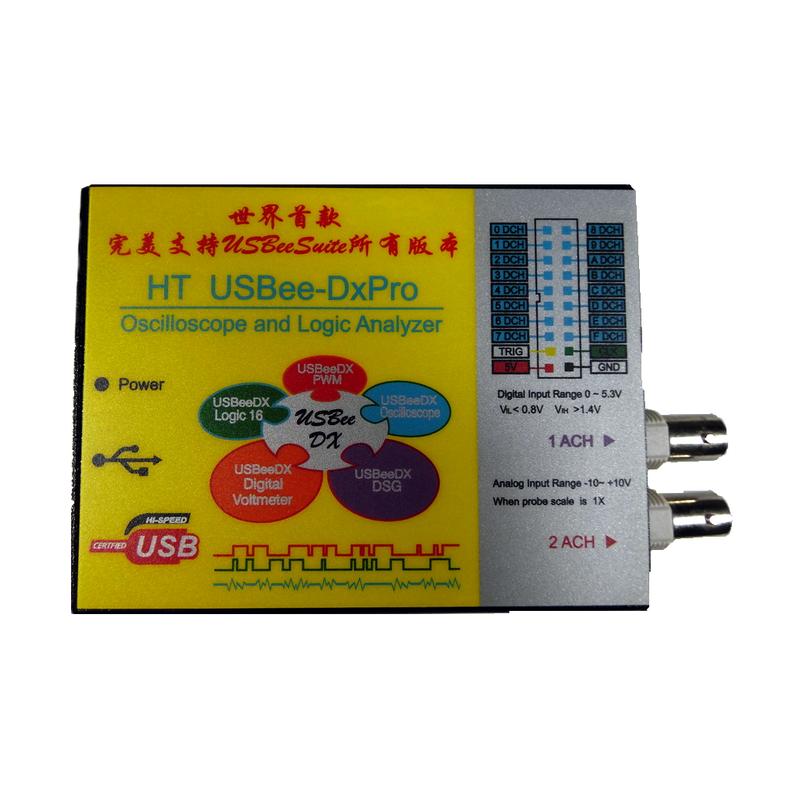 世界首款
完美支持USBeeSuite所有版本
HT USBee-DxPro
Oscilloscope and Logic Analyzer
Power
USBeeDX
PWM
USBeeDX
Logic 16
USBeeDX
Oscilloscope
USBee
DX
USBeeDX
Digital
Voltmeter
USBeeDX
DSG
HI-SPEED
CERTIFIED
USB
0 DCH
8 DCH
1 DCH
9 DCH
2 DCH
A DCH
3 DCH
B DCH
4 DCH
C DCH
5 DCH
D DCH
6 DCH
E DCH
7 DCH
F DCH
TRIG
CLK
5V
GND
Digital Input Range 0 ~ 5.3V
VIL < 0.8V VIH >1.4V
1 ACH
Analog Input Range -10~ +10V
When probe scale is 1X
2 ACH